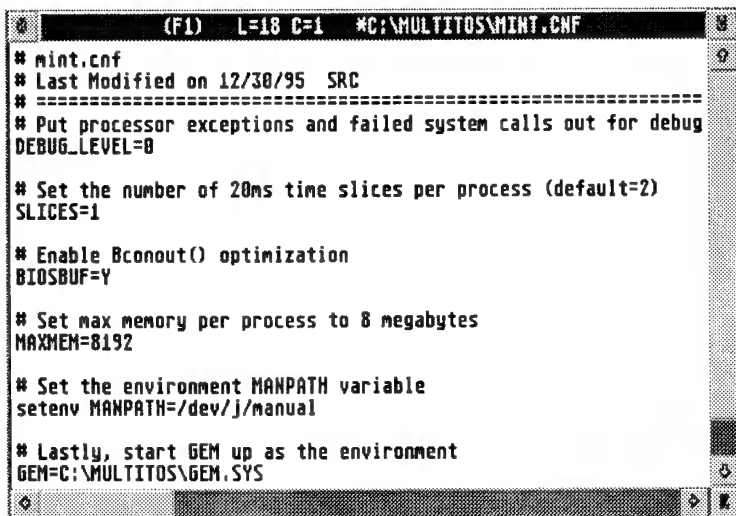 (F1) L=18 C=1 *C:\MULTITOS\MINT.CNF
# mint.cnf
# Last Modified on 12/30/95 SRC
# ============================================================
# Put processor exceptions and failed system calls out for debug
DEBUG_LEVEL=0
# Set the number of 20ms time slices per process (default=2)
SLICES=1
# Enable Bconout() optimization
BIOSBUF=Y
# Set max memory per process to 8 megabytes
MAXMEM=8192
# Set the environment MANPATH variable
setenv MANPATH=/dev/j/manual
# Lastly, start GEM up as the environment
GEM=C:\MULTITOS\GEM.SYS